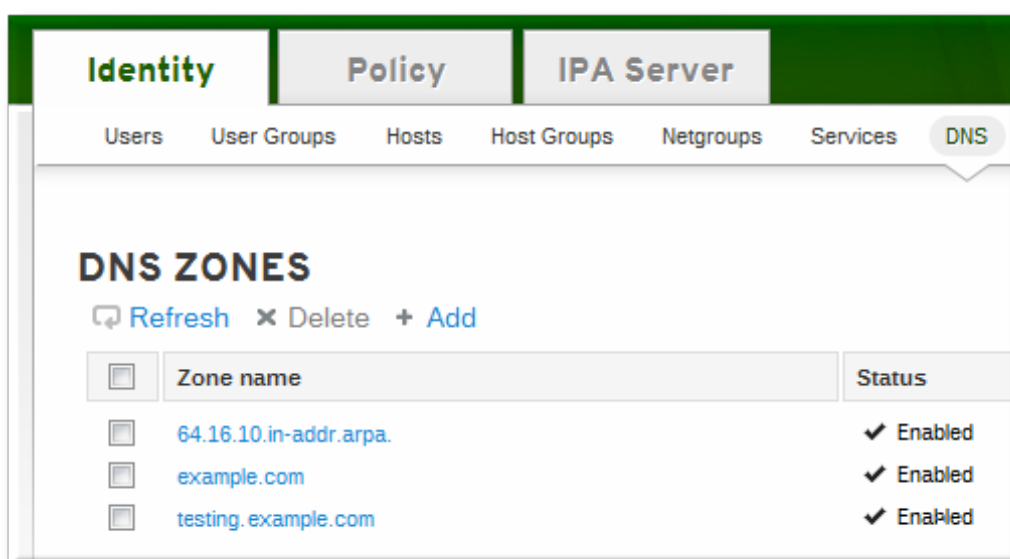 Identity Policy IPA Server
Users User Groups Hosts Host Groups Netgroups Services DNS
DNS ZONES
Refresh Delete + Add
Zone name Status
64.16.10.in-addr.arpa. Enabled
example.com Enabled
testing.example.com Enabled